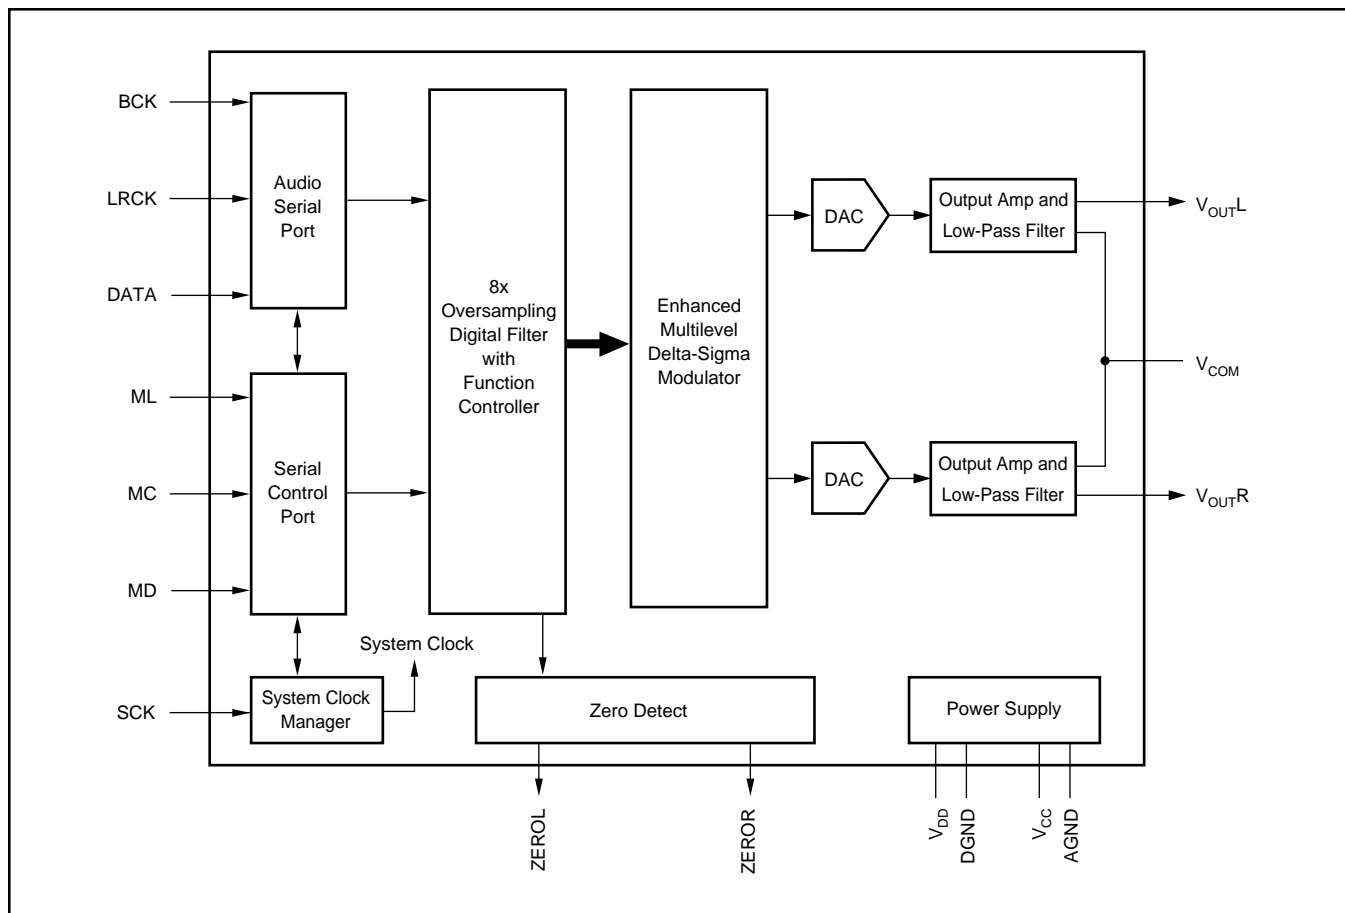 BCK
LRCK
DATA
ML
MC
MD
SCK
Audio
Serial
Port
Serial
Control
Port
System Clock
Manager
System Clock
8x
Oversampling
Digital Filter
with
Function
Controller
Enhanced
Multilevel
Delta-Sigma
Modulator
DAC
Output Amp and
Low-Pass Filter
VOUTL
VCOM
DAC
Output Amp and
Low-Pass Filter
VOUTR
Zero Detect
Power Supply
ZEROL
ZEROR
VDD
DGND
VCC
AGND